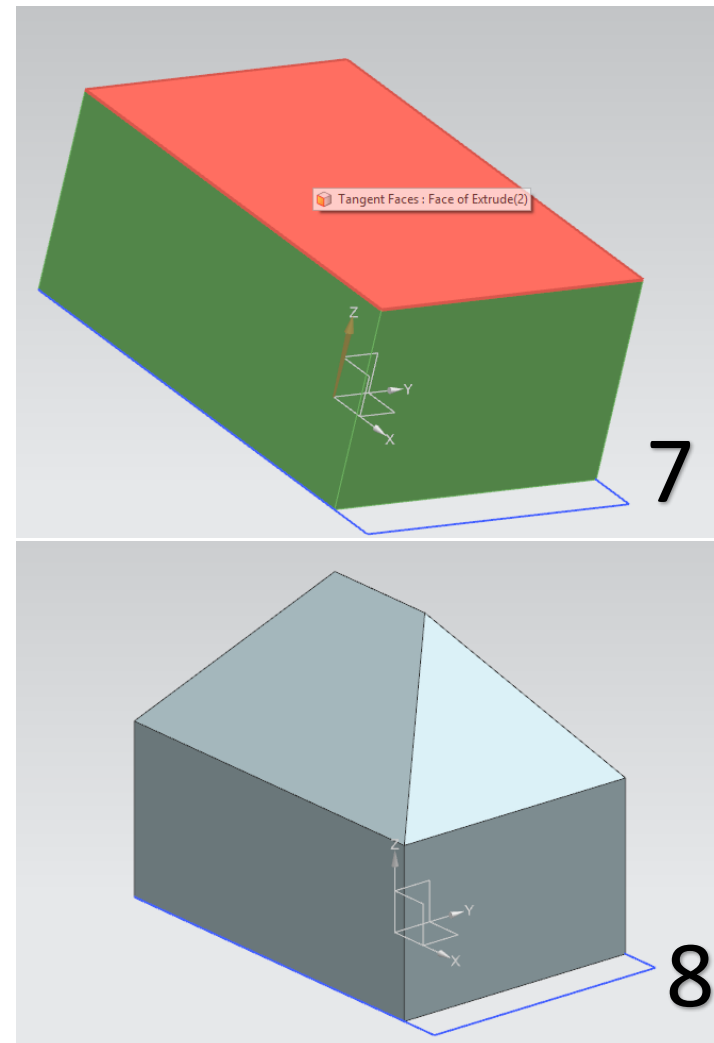 Tangent Faces : Face of Extrude(2)
Z
Y
X
7
Z
Y
X
8